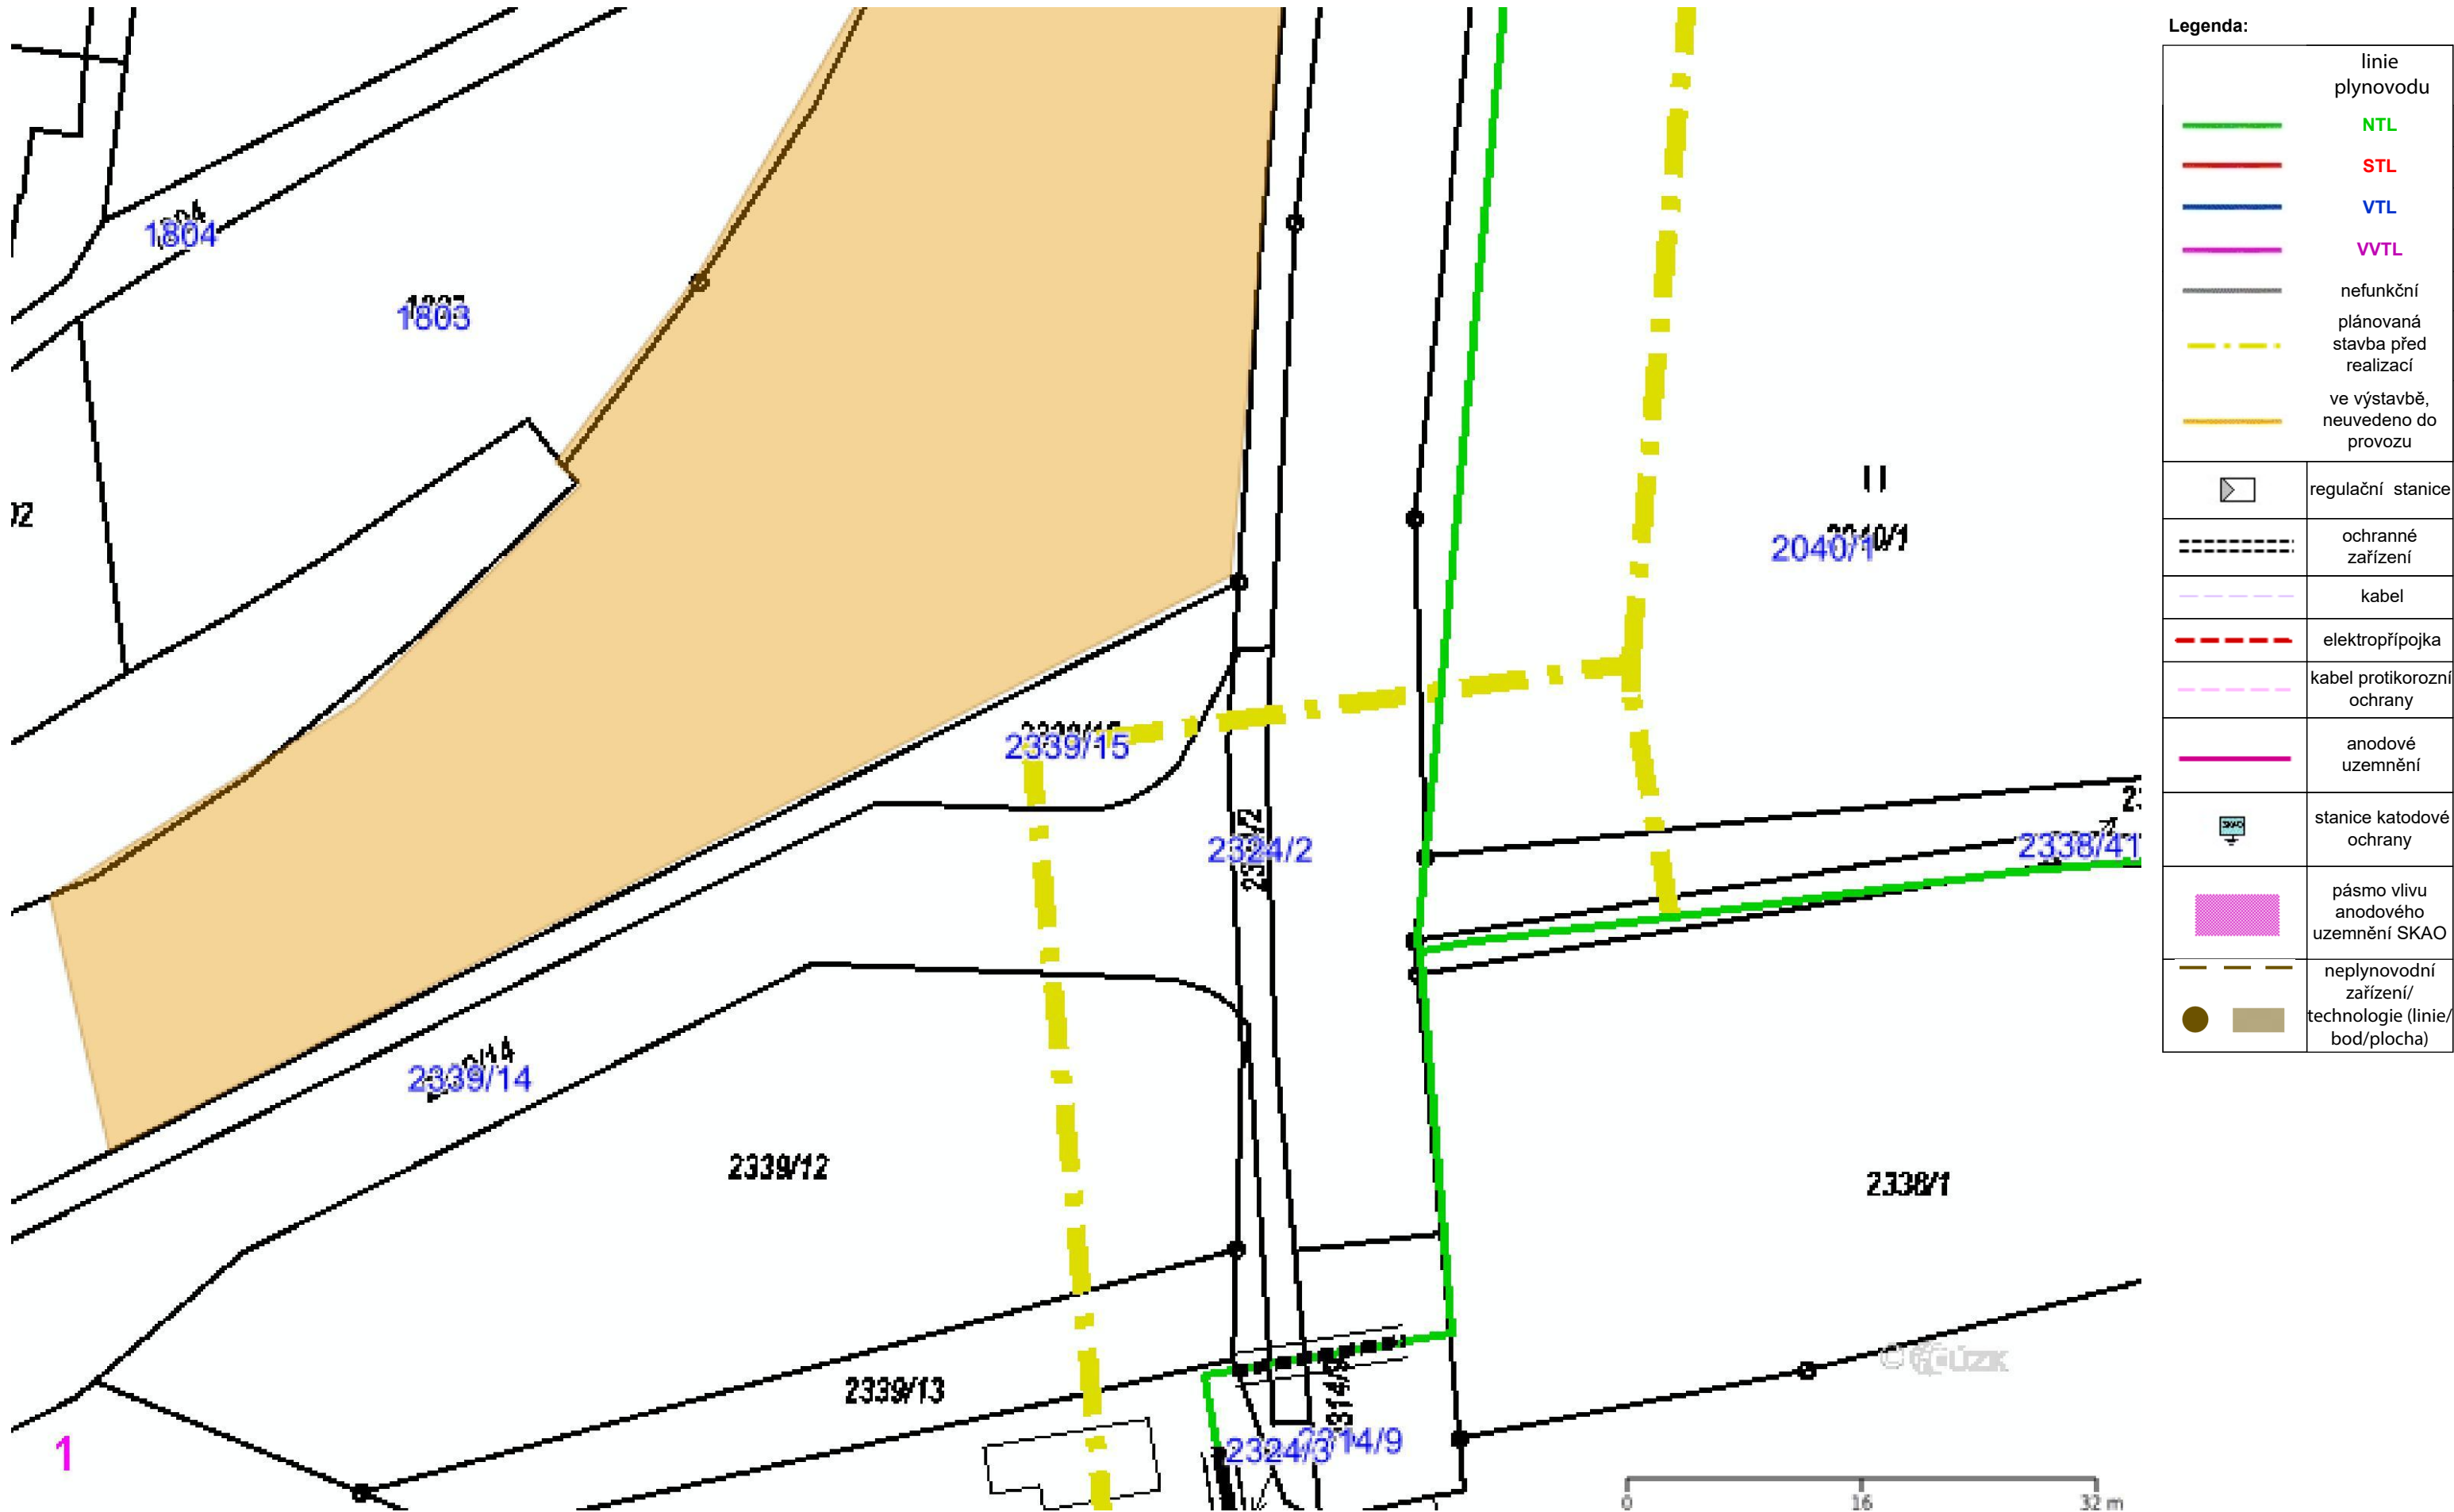 Legenda:
linie
plynovodu
NTL
STL
VTL
VVTL
nefunkční
plánovaná
stavba před
realizací
ve výstavbě,
neuvedeno do
provozu
regulační stanice
ochranné
zařízení
kabel
elektropřípojka
kabel protikorozní
ochrany
anodové
uzemnění
SKAO
stanice katodové
ochrany
pásmo vlivu
anodového
uzemnění SKAO
neplynovodní
zařízení/
technologie (linie/
bod/plocha)
1804
1803
2040/1
2339/15
2324/2
2338/41
2339/14
2339/12
2339/13
2324/3
2314/9
1
0 16 32 m